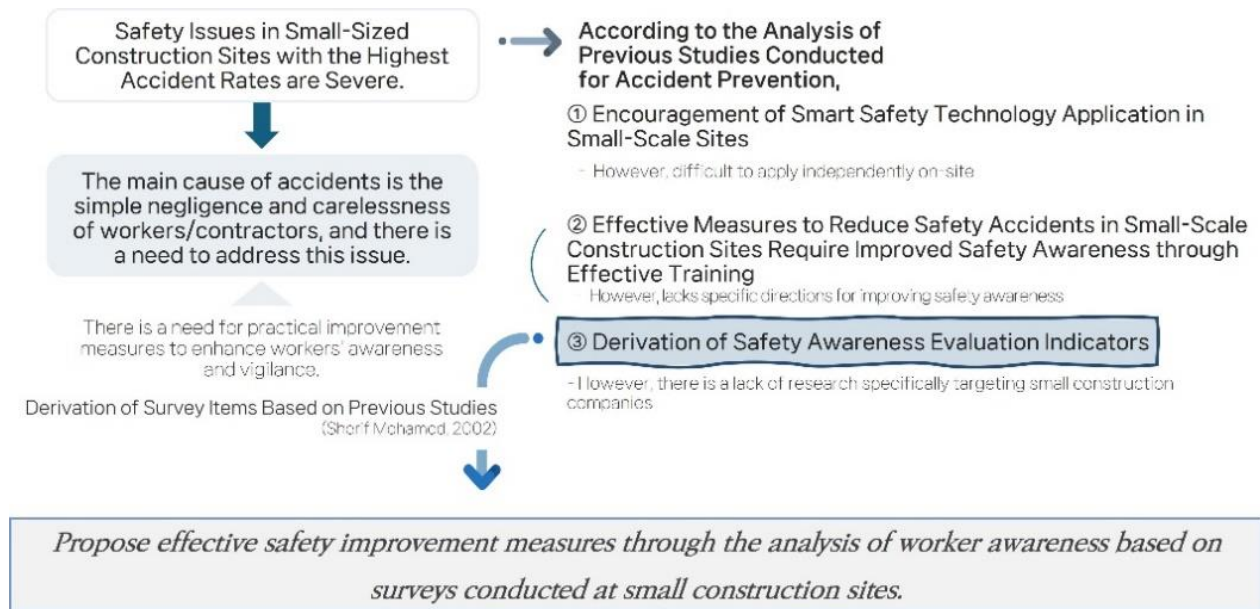 Safety Issues in Small-Sized
Construction Sites with the Highest
Accident Rates are Severe.
The main cause of accidents is the
simple negligence and carelessness
of workers/contractors, and there is
a need to address this issue.
There is a need for practical improvement
measures to enhance workers' awareness
and vigilance.
Derivation of Survey Items Based on Previous Studies
(Sherif Mohamed, 2002)
According to the Analysis of
Previous Studies Conducted
for Accident Prevention,
① Encouragement of Smart Safety Technology Application in
Small-Scale Sites
- However, difficult to apply independently on-site
② Effective Measures to Reduce Safety Accidents in Small-Scale
Construction Sites Require Improved Safety Awareness through
Effective Training
- However, lacks specific directions for improving safety awareness
③ Derivation of Safety Awareness Evaluation Indicators
- However, there is a lack of research specifically targeting small construction
companies
Propose effective safety improvement measures through the analysis of worker awareness based on
surveys conducted at small construction sites.